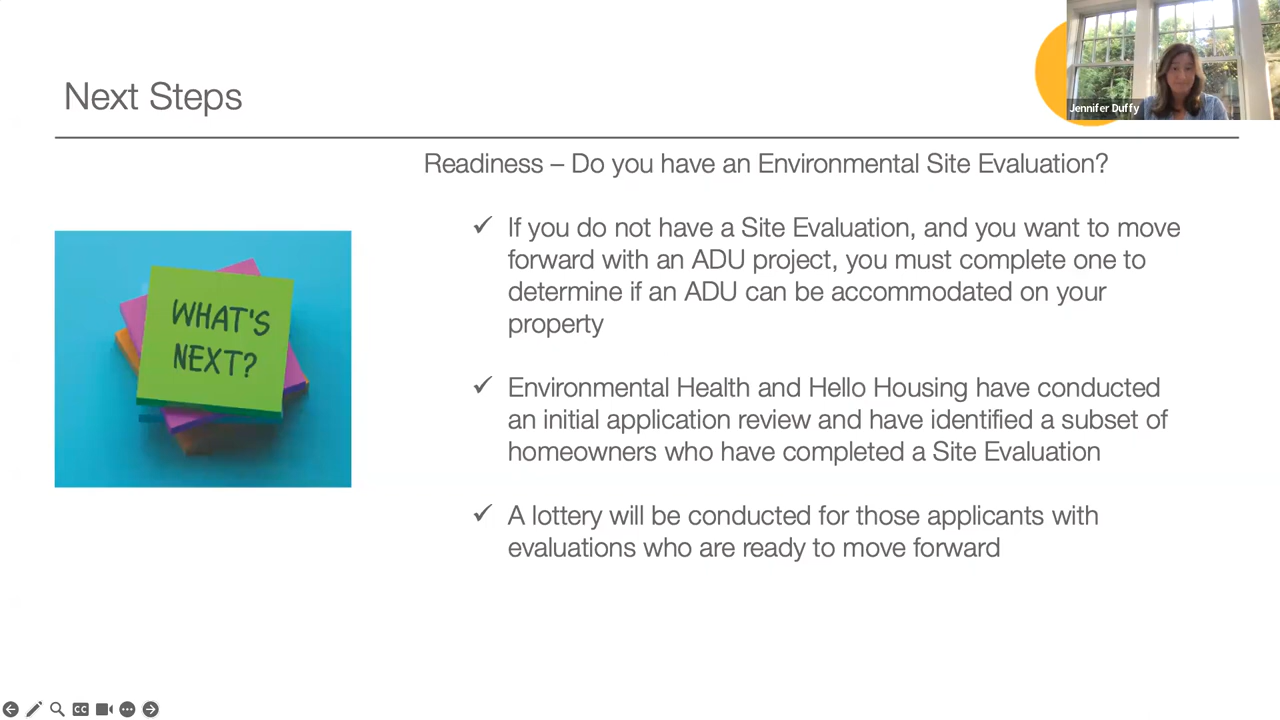 Next Steps
Jennifer Duffy
Readiness – Do you have an Environmental Site Evaluation?
✓ If you do not have a Site Evaluation, and you want to move
forward with an ADU project, you must complete one to
determine if an ADU can be accommodated on your
property
WHAT'S
NEXT?
✓ Environmental Health and Hello Housing have conducted
an initial application review and have identified a subset of
homeowners who have completed a Site Evaluation
✓ A lottery will be conducted for those applicants with
evaluations who are ready to move forward
CC